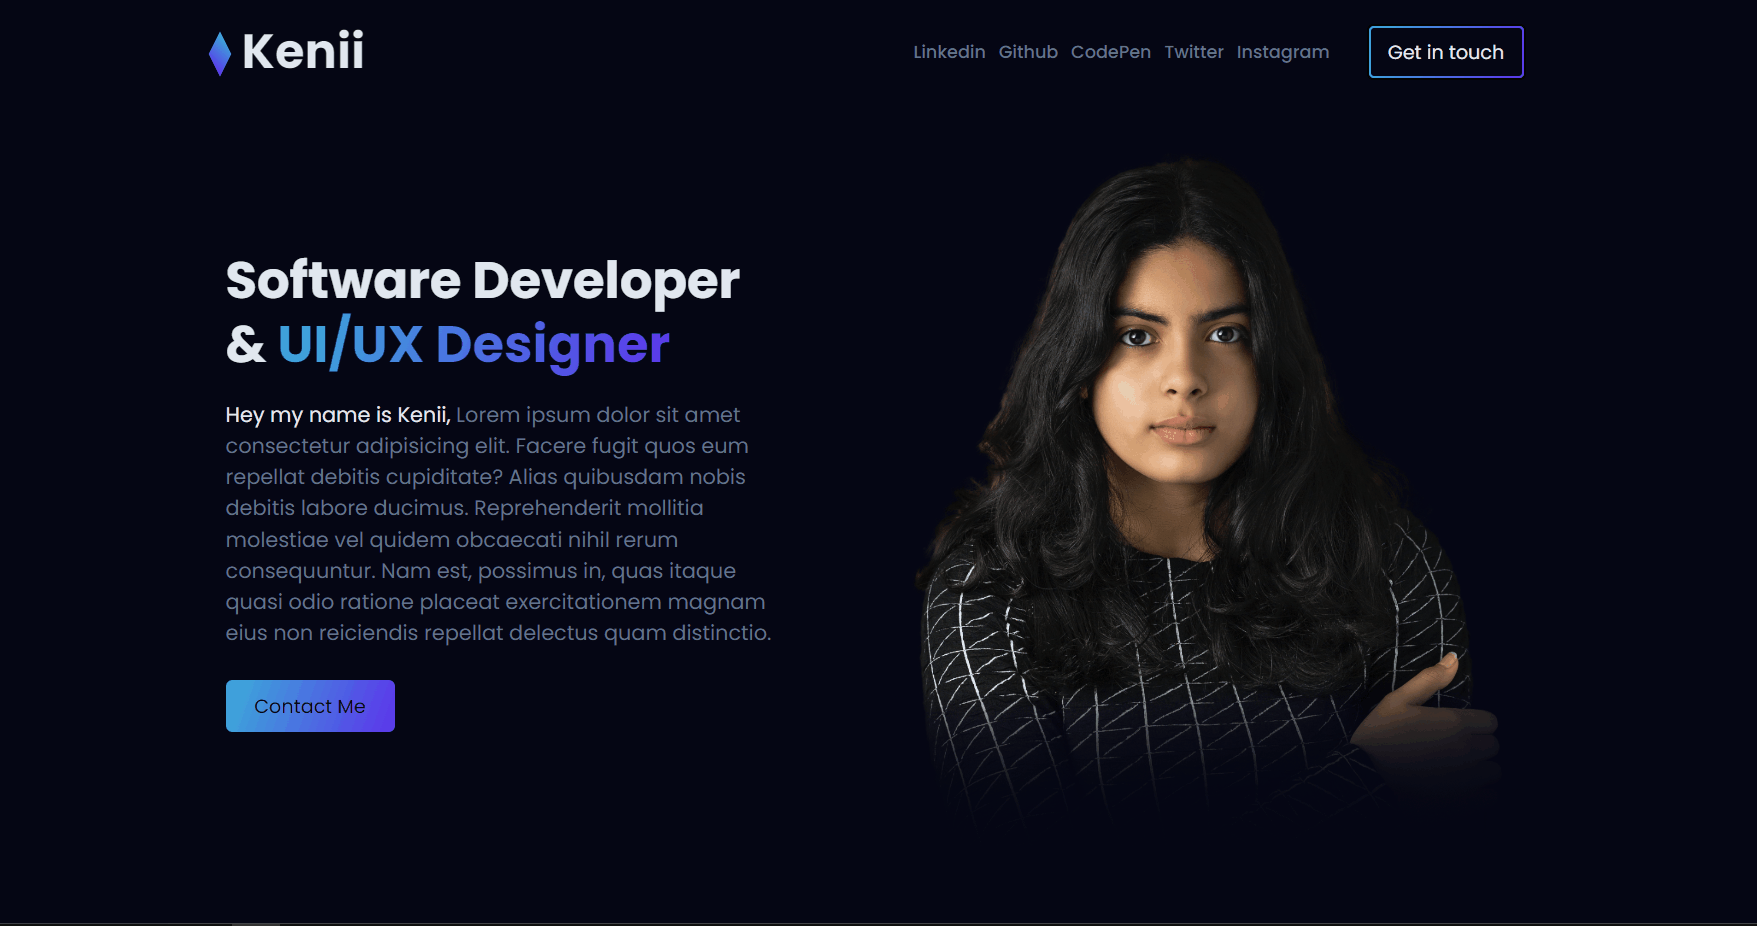 Kenii
Linkedin Github CodePen Twitter Instagram Get in touch
Software Developer
& UI/UX Designer
Hey my name is Kenii, Lorem ipsum dolor sit amet
consectetur adipisicing elit. Facere fugit quos eum
repellat debitis cupiditate? Alias quibusdam nobis
debitis labore ducimus. Reprehenderit mollitia
molestiae vel quidem obcaecati nihil rerum
consequuntur. Nam est, possimus in, quas itaque
quasi odio ratione placeat exercitationem magnam
eius non reiciendis repellat delectus quam distinctio.
Contact Me